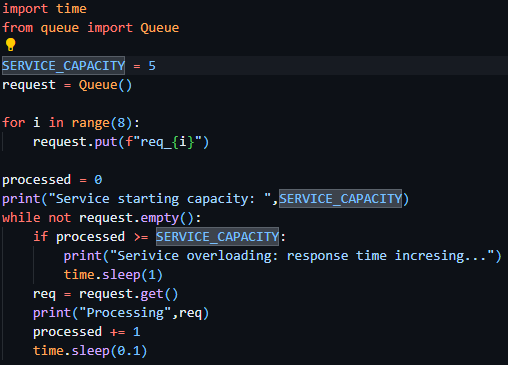 import time
from queue import Queue
SERVICE_CAPACITY = 5
request = Queue()
for i in range(8):
    request.put(f"req_{i}")
processed = 0
print("Service starting capacity: ",SERVICE_CAPACITY)
while not request.empty():
    if processed >= SERVICE_CAPACITY:
        print("Serivice overloading: response time incresing...")
        time.sleep(1)
    req = request.get()
    print("Processing",req)
    processed += 1
    time.sleep(0.1)